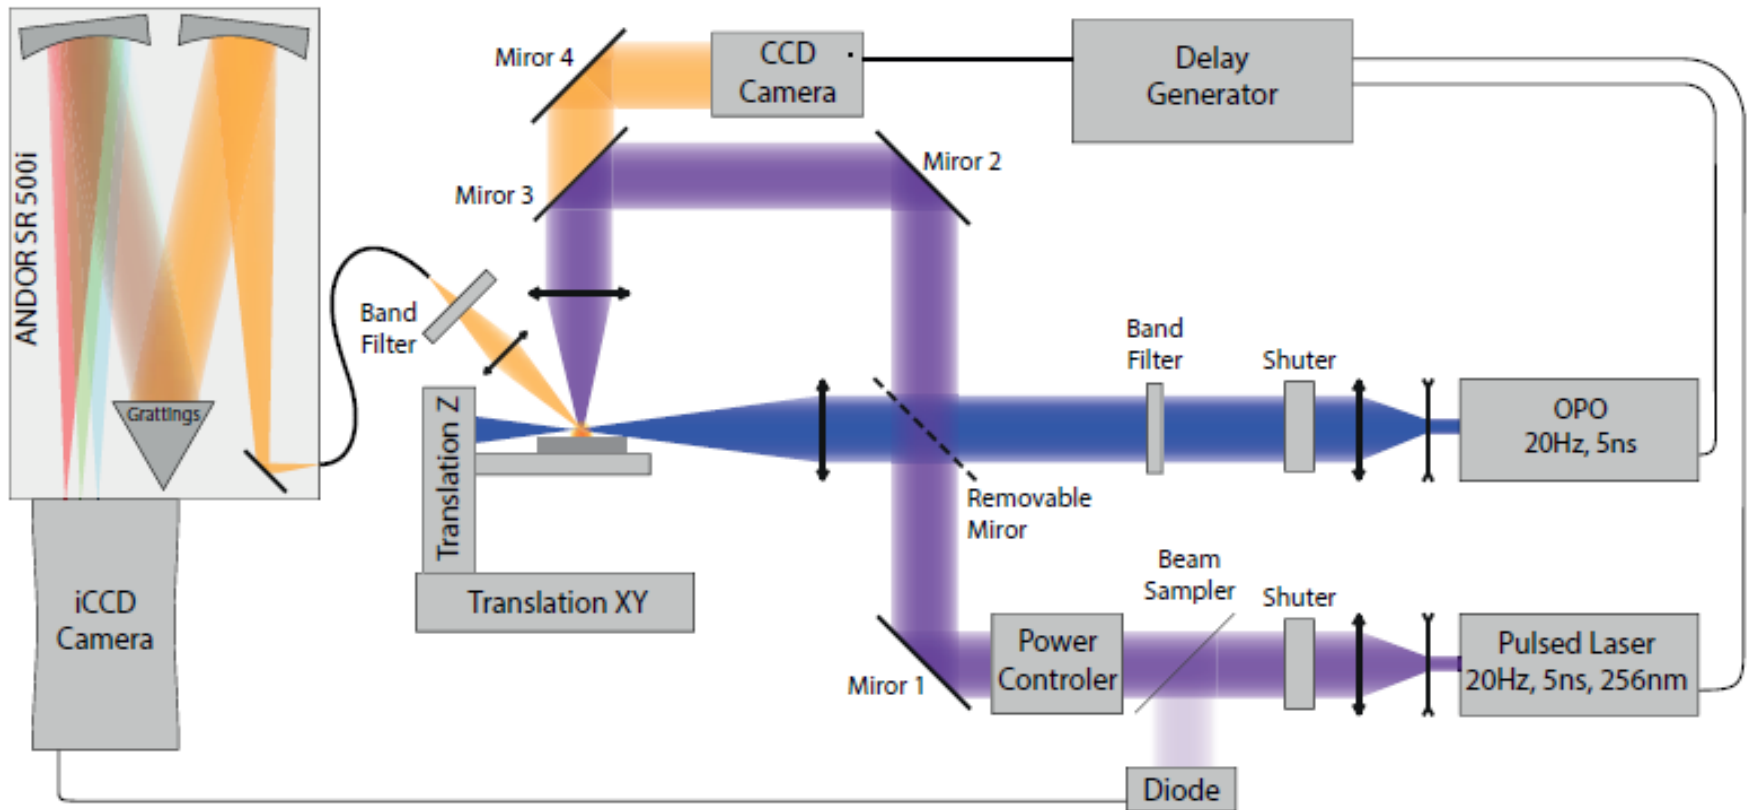 ANDOR SR 500i
Grattings
iCCD
Camera
Band
Filter
Miror 4
Miror 3
CCD
Camera
Delay
Generator
Miror 2
Translation Z
Translation XY
Band
Filter
Shuter
OPO
20Hz, 5ns
Removable
Miror
Beam
Sampler
Shuter
Miror 1
Power
Controler
Pulsed Laser
20Hz, 5ns, 256nm
Diode